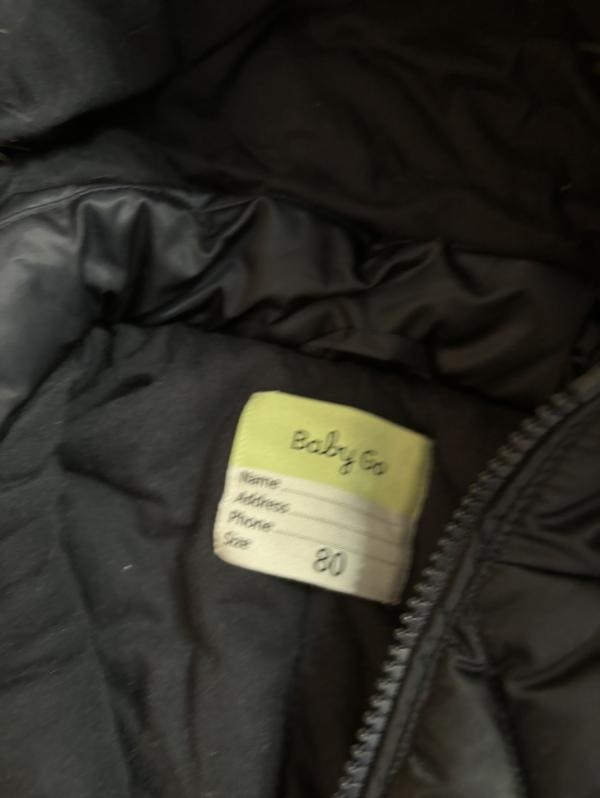 Baby Go
Name
Address
Phone
Size 80